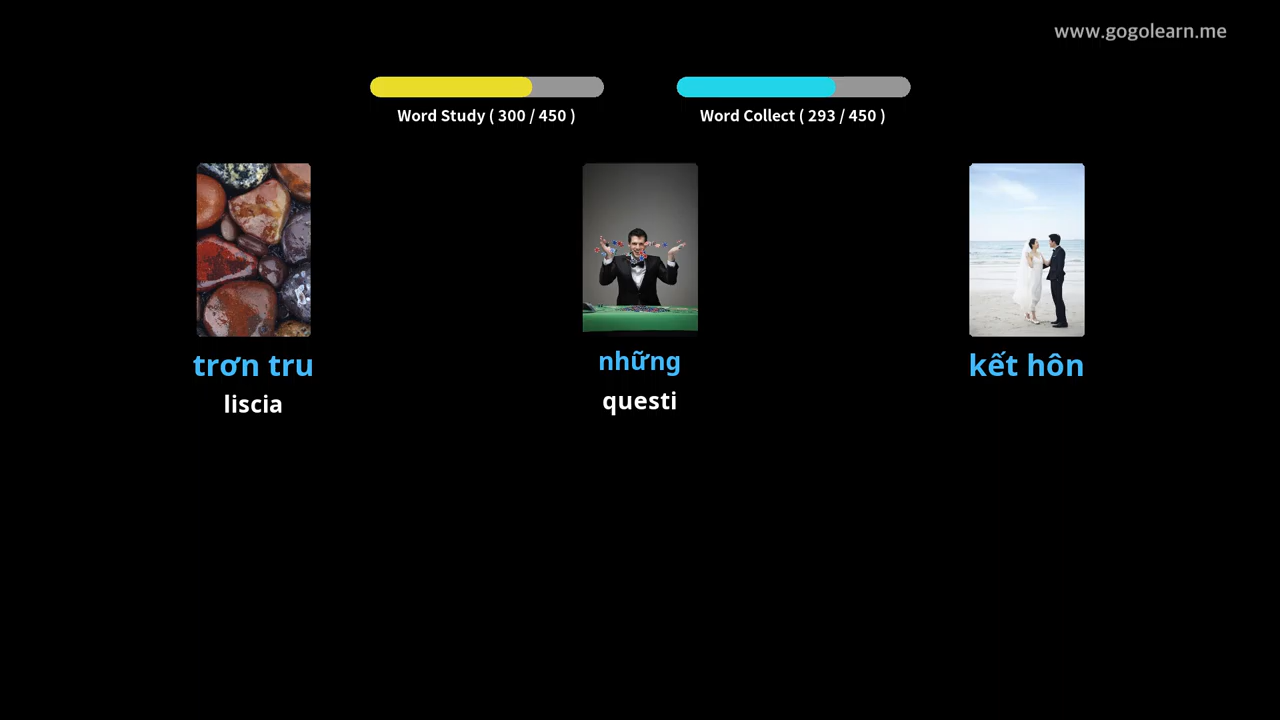 www.gogolearn.me
Word Study ( 300 / 450 )
Word Collect ( 293 / 450 )
trơn tru
liscia
những
questi
kết hôn